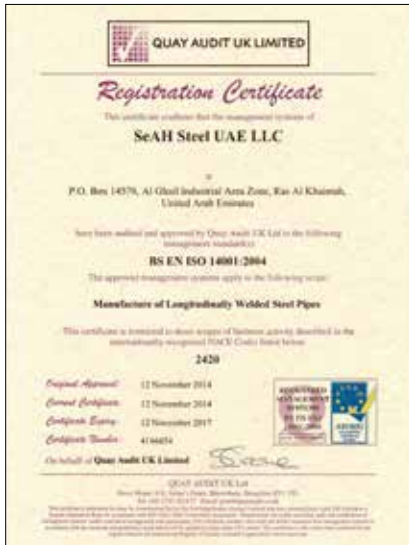 QUAY AUDIT UK LIMITED
Registration Certificate
This certificate confirms that the management systems of
SeAH Steel UAE LLC
P.O. Box 14579, Al Ghail Industrial Area Zone, Ras Al Khaimah,
United Arab Emirates
have been audited and approved by Quay Audit UK Ltd to the following
management standard(s)
BS EN ISO 14001:2004
The approved management systems apply to the following scope:
Manufacture of Longitudinally Welded Steel Pipes
This certificate is restricted to those scopes of business activity described in the
internationally recognised NACE Code(s) listed below
2420
Original Approval: 12 November 2014
Current Certificate: 12 November 2014
Certificate Expiry: 12 November 2017
Certificate Number:
On behalf of Quay Audit UK Limited
REGISTERED
MANAGEMENT
SYSTEMS
QUAY AUDIT UK Ltd